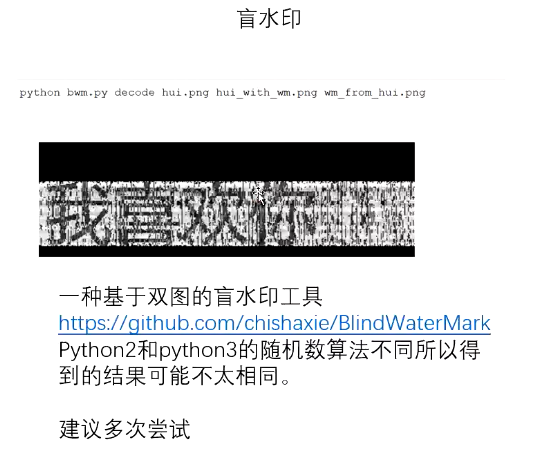 盲水印
python bwm.py decode hui.png hui_with_wm.png wm_from_hui.png
我喜欢你
一种基于双图的盲水印工具
https://github.com/chishaxie/BlindWaterMark
Python2和python3的随机数算法不同所以得
到的结果可能不太相同。
建议多次尝试